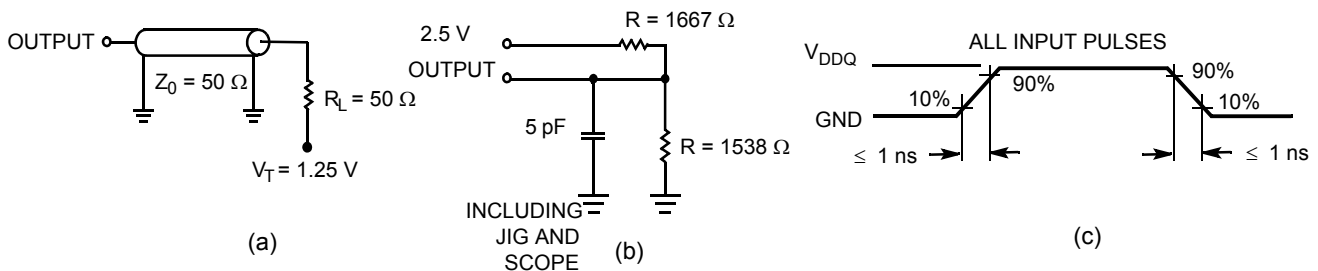 OUTPUT
Z0 = 50 Ω
RL = 50 Ω
VT = 1.25 V
(a)
R = 1667 Ω
2.5 V
OUTPUT
5 pF
R = 1538 Ω
INCLUDING
JIG AND
SCOPE
(b)
ALL INPUT PULSES
VDDQ
GND
10%
90%
90%
10%
≤ 1 ns
≤ 1 ns
(c)